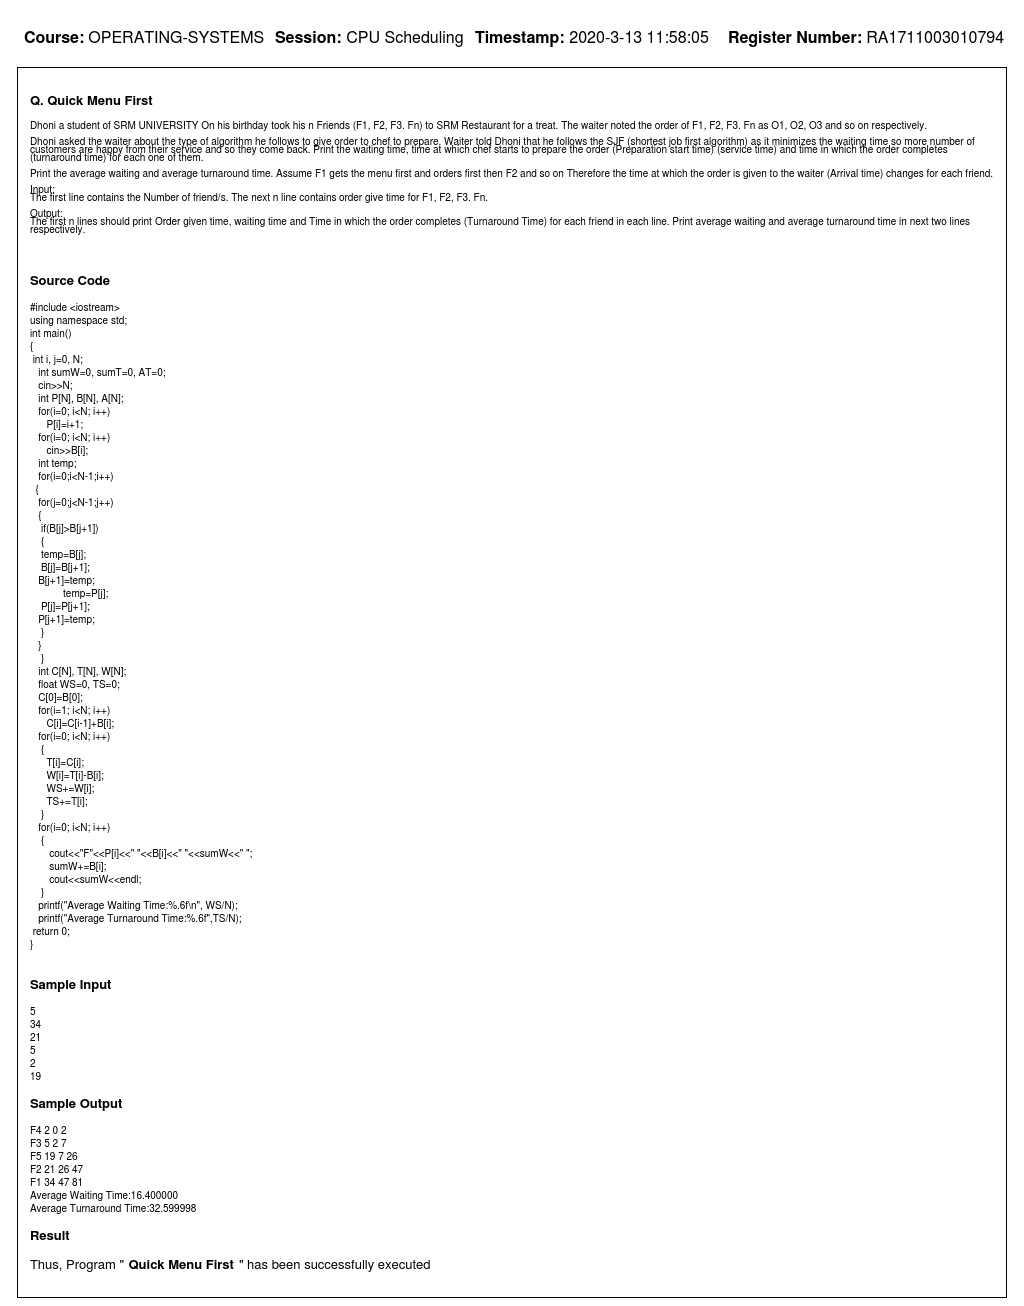 Course: OPERATING-SYSTEMS Session: CPU Scheduling Timestamp: 2020-3-13 11:58:05 Register Number: RA1711003010794
Q. Quick Menu First
Dhoni a student of SRM UNIVERSITY On his birthday took his n Friends (F1, F2, F3. Fn) to SRM Restaurant for a treat. The waiter noted the order of F1, F2, F3. Fn as O1, O2, O3 and so on respectively.
Dhoni asked the waiter about the type of algorithm he follows to give order to chef to prepare. Waiter told Dhoni that he follows the SJF (shortest job first algorithm) as it minimizes the waiting time so more number of
customers are happy from their service and so they come back. Print the waiting time, time at which chef starts to prepare the order (Preparation start time) (service time) and time in which the order completes
(turnaround time) for each one of them.
Print the average waiting and average turnaround time. Assume F1 gets the menu first and orders first then F2 and so on Therefore the time at which the order is given to the waiter (Arrival time) changes for each friend.
Input:
The first line contains the Number of friend/s. The next n line contains order give time for F1, F2, F3. Fn.
Output:
The first n lines should print Order given time, waiting time and Time in which the order completes (Turnaround Time) for each friend in each line. Print average waiting and average turnaround time in next two lines
respectively.
Source Code
#include <iostream>
using namespace std;
int main()
{
int i, j=0, N;
int sumW=0, sumT=0, AT=0;
cin>>N;
int P[N], B[N], A[N];
for(i=0; i<N; i++)
P[i]=i+1;
for(i=0; i<N; i++)
cin>>B[i];
int temp;
for(i=0;i<N-1;i++)
{
for(j=0;j<N-1;j++)
{
if(B[j]>B[j+1])
{
temp=B[j];
B[j]=B[j+1];
B[j+1]=temp;
temp=P[j];
P[j]=P[j+1];
P[j+1]=temp;
}
}
}
int C[N], T[N], W[N];
float WS=0, TS=0;
C[0]=B[0];
for(i=1; i<N; i++)
C[i]=C[i-1]+B[i];
for(i=0; i<N; i++)
{
T[i]=C[i];
W[i]=T[i]-B[i];
WS+=W[i];
TS+=T[i];
}
for(i=0; i<N; i++)
{
cout<<"F"<<P[i]<<" "<<B[i]<<" "<<sumW<<" ";
sumW+=B[i];
cout<<sumW<<endl;
}
printf("Average Waiting Time:%.6f\n", WS/N);
printf("Average Turnaround Time:%.6f",TS/N);
return 0;
}
Sample Input
5
34
21
5
2
19
Sample Output
F4 2 0 2
F3 5 2 7
F5 19 7 26
F2 21 26 47
F1 34 47 81
Average Waiting Time:16.400000
Average Turnaround Time:32.599998
Result
Thus, Program " Quick Menu First " has been successfully executed